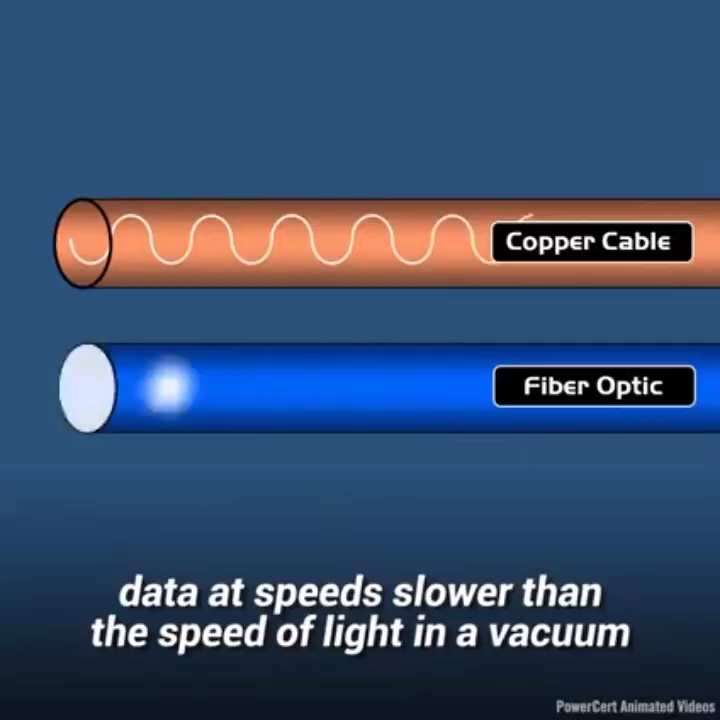 Copper Cable
Fiber Optic
data at speeds slower than
the speed of light in a vacuum
PowerCert Animated Videos